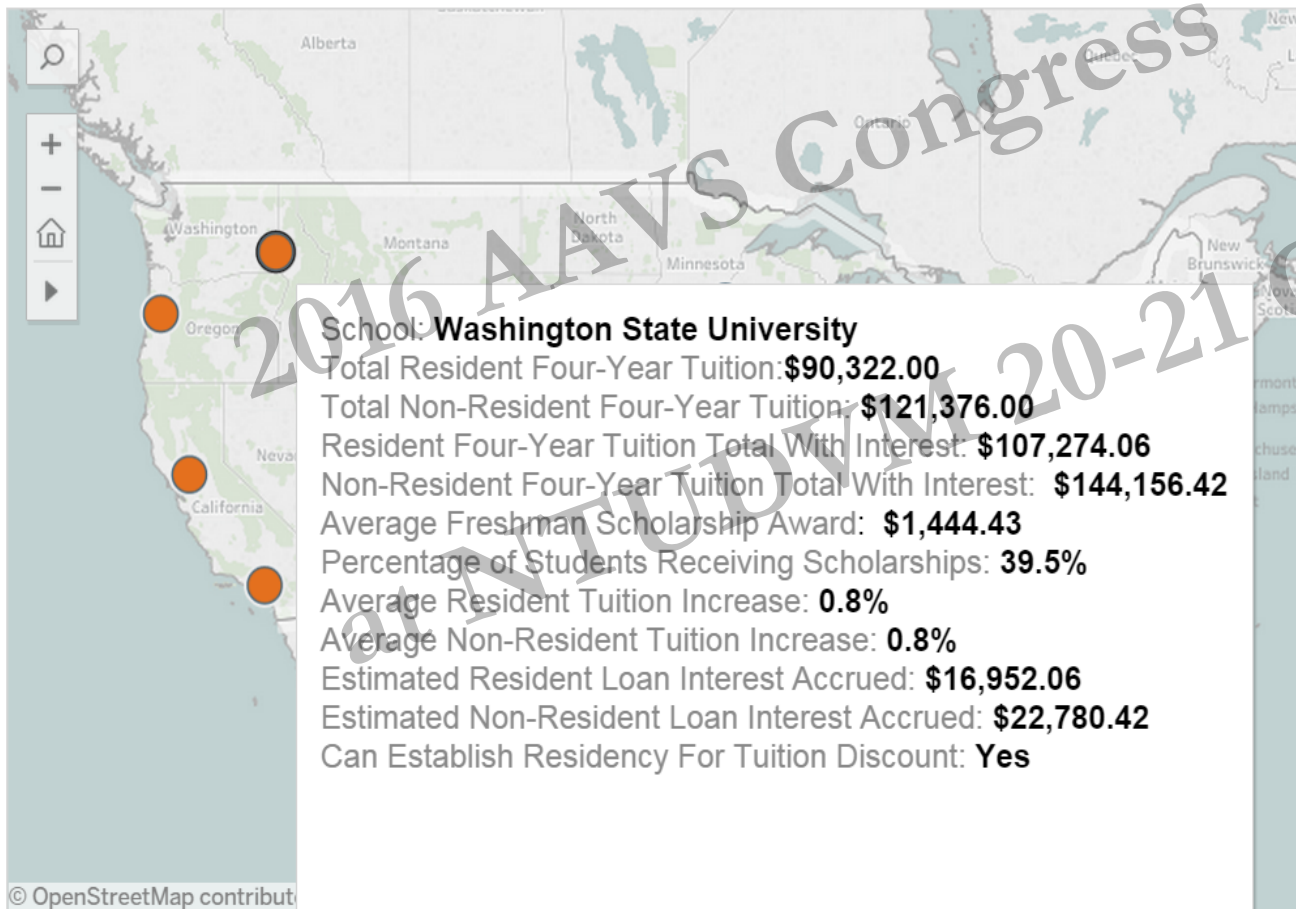 Alberta
Quebec
Ontario
Washington
Montana
North
Dakota
Minnesota
New
Brunswick
Oregon
California
2016 AAVS Congress
at NTUDVM 20-21
School: Washington State University
Total Resident Four-Year Tuition:$90,322.00
Total Non-Resident Four-Year Tuition: $121,376.00
Resident Four-Year Tuition Total With Interest: $107,274.06
Non-Resident Four-Year Tuition Total With Interest: $144,156.42
Average Freshman Scholarship Award: $1,444.43
Percentage of Students Receiving Scholarships: 39.5%
Average Resident Tuition Increase: 0.8%
Average Non-Resident Tuition Increase: 0.8%
Estimated Resident Loan Interest Accrued: $16,952.06
Estimated Non-Resident Loan Interest Accrued: $22,780.42
Can Establish Residency For Tuition Discount: Yes
© OpenStreetMap